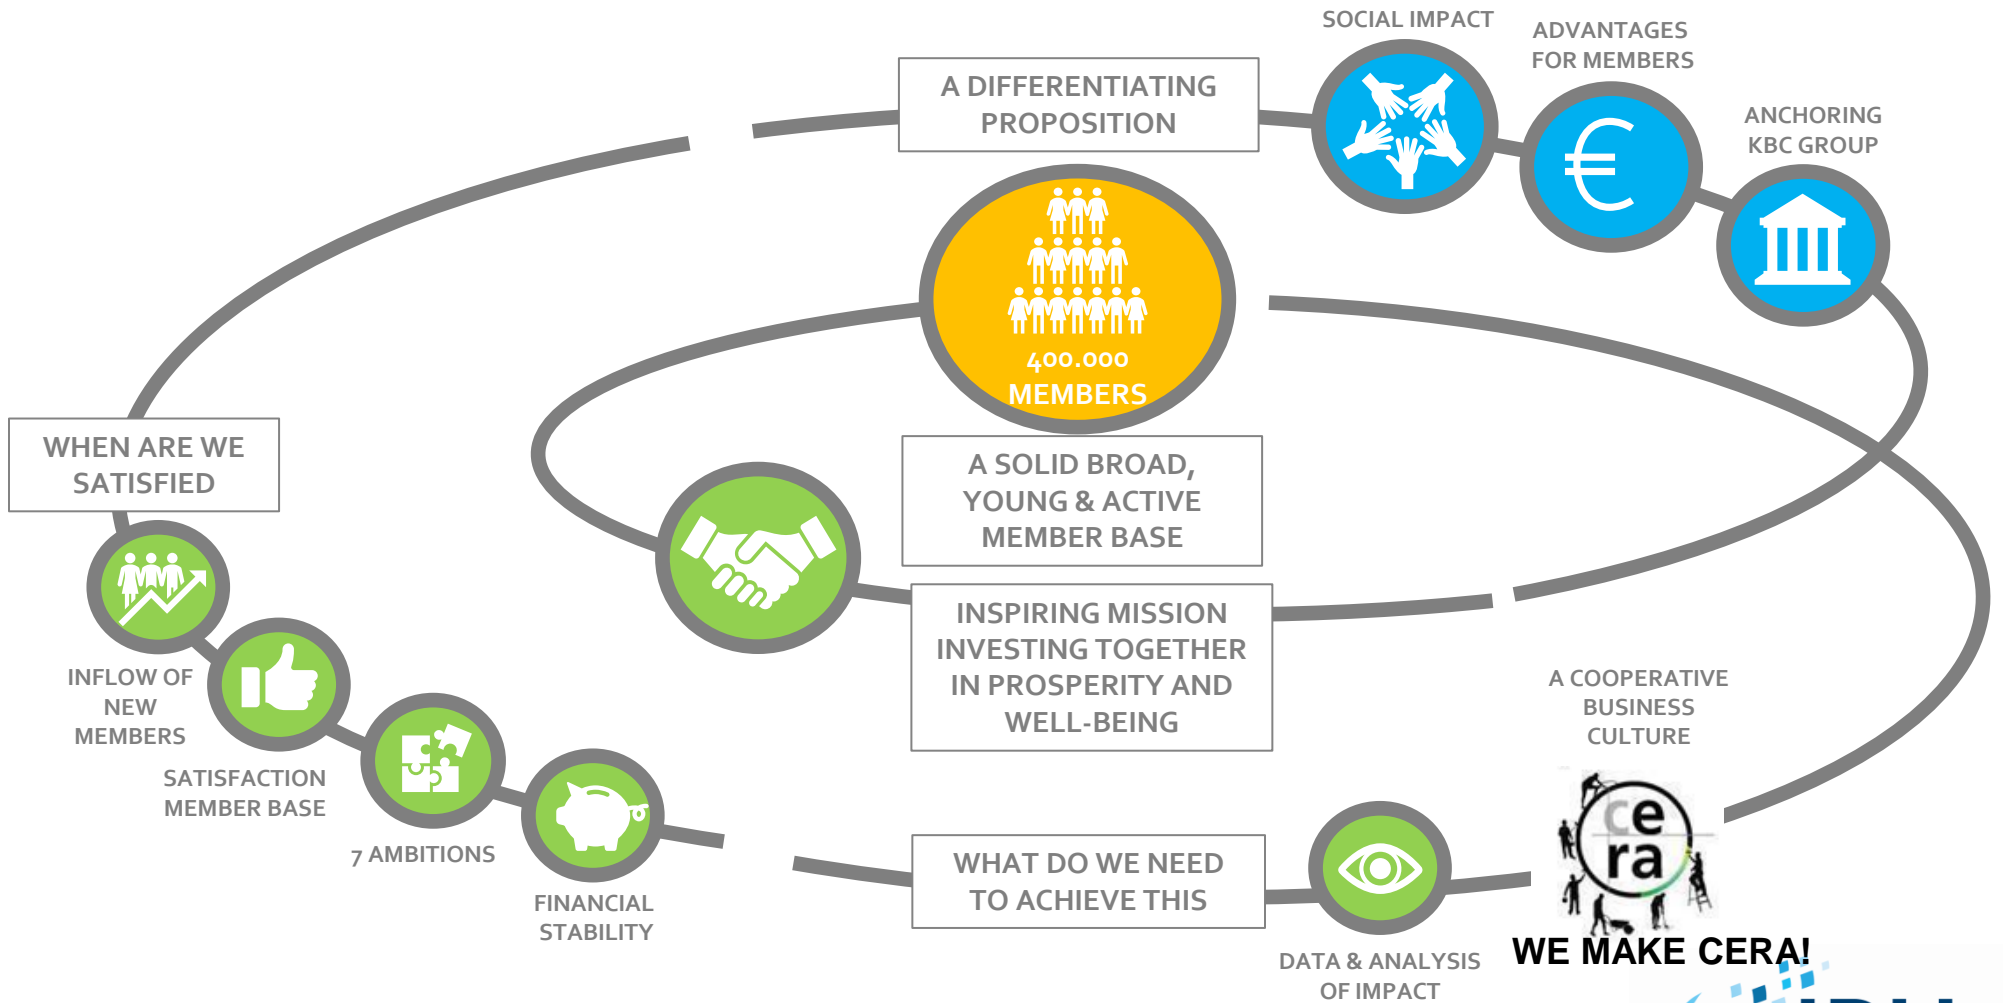 SOCIAL IMPACT
ADVANTAGES
FOR MEMBERS
ANCHORING
KBC GROUP
A DIFFERENTIATING
PROPOSITION
400.000
MEMBERS
A SOLID BROAD,
YOUNG & ACTIVE
MEMBER BASE
WHEN ARE WE
SATISFIED
INSPIRING MISSION
INVESTING TOGETHER
IN PROSPERITY AND
WELL-BEING
INFLOW OF
NEW
MEMBERS
SATISFACTION
MEMBER BASE
7 AMBITIONS
FINANCIAL
STABILITY
WHAT DO WE NEED
TO ACHIEVE THIS
DATA & ANALYSIS
OF IMPACT
A COOPERATIVE
BUSINESS
CULTURE
ce
ra
WE MAKE CERA!